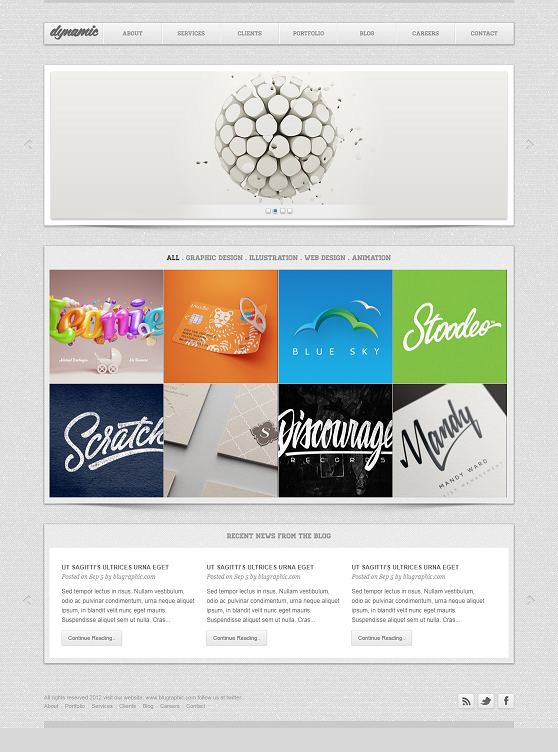 dynamic ABOUT SERVICES CLIENTS PORTFOLIO BLOG CAREERS CONTACT
ALL . GRAPHIC DESIGN . ILLUSTRATION . WEB DESIGN . ANIMATION
BLUE SKY
Stoodeo
Scratch
S
Discourage
RECORDS
Mandy
MANDY WARD
RECENT NEWS FROM THE BLOG
UT SAGITTI'S ULTRICES URNA EGET
Posted on Sep 5 by blugraphic.com
Sed tempor lectus in risus. Nullam vestibulum,
odio ac pulvinar condimentum, urna neque aliquet
ipsum, in blandit velit nunc eget mauris.
Suspendisse aliquet sem ut nulla. Cras...
Continue Reading..
UT SAGITTI'S ULTRICES URNA EGET
Posted on Sep 5 by blugraphic.com
Sed tempor lectus in risus. Nullam vestibulum,
odio ac pulvinar condimentum, urna neque aliquet
ipsum, in blandit velit nunc eget mauris.
Suspendisse aliquet sem ut nulla. Cras...
Continue Reading..
UT SAGITTI'S ULTRICES URNA EGET
Posted on Sep 5 by blugraphic.com
Sed tempor lectus in risus. Nullam vestibulum,
odio ac pulvinar condimentum, urna neque aliquet
ipsum, in blandit velit nunc eget mauris.
Suspendisse aliquet sem ut nulla. Cras...
Continue Reading..
All rights reserved 2012 visit our website: www.blugraphic.com follow us at twitter
About . Portfolio . Services . Clients . Blog . Careers . Contact